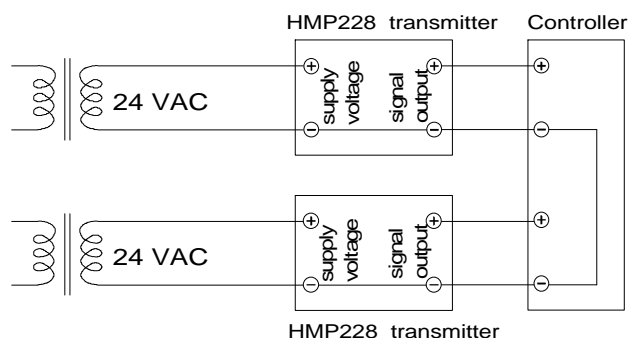 HMP228 transmitter
Controller
24 VAC
+
supply
voltage
signal
output
+
+
-
-
-
24 VAC
+
supply
voltage
signal
output
+
+
-
-
-
HMP228 transmitter